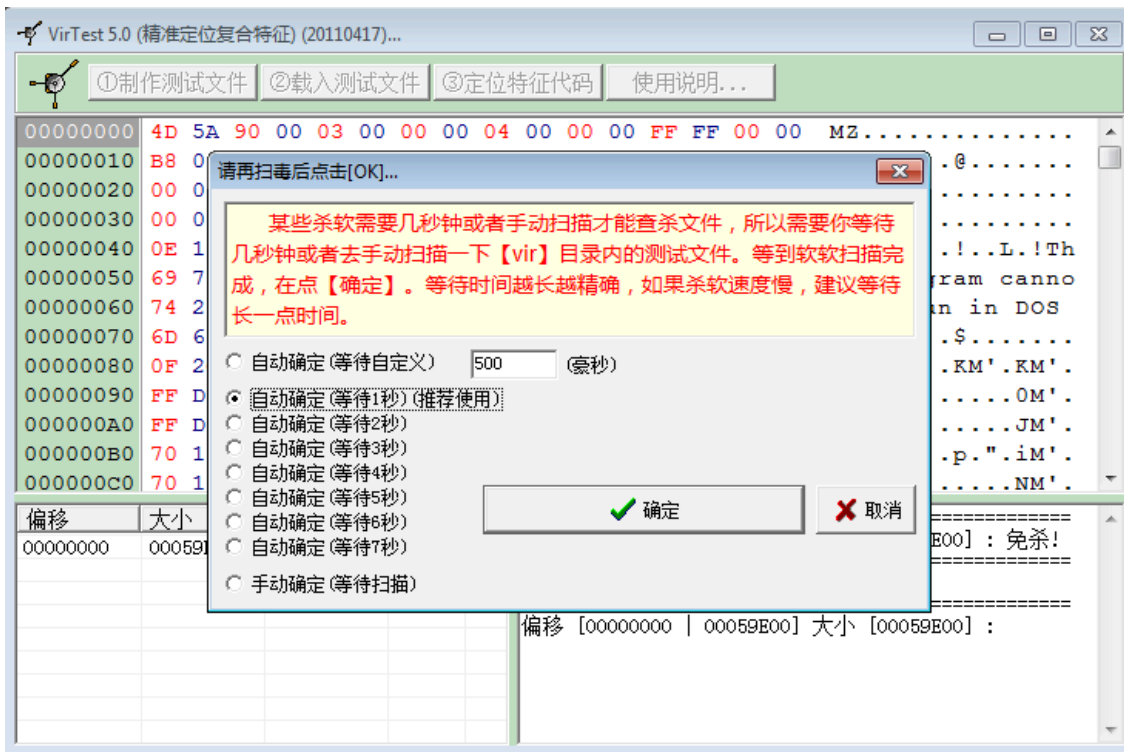 VirTest 5.0 (精准定位复合特征) (20110417)...
①制作测试文件 ②载入测试文件 ③定位特征代码 使用说明...
00000000 4D 5A 90 00 03 00 00 00 04 00 00 00 FF FF 00 00 MZ..............
00000010 B8 0 .@.......
请再扫毒后点击[OK]...
00000020 00 0 .........
00000030 00 0 .........
某些杀软需要几秒钟或者手动扫描才能查杀文件，所以需要你等待
00000040 0E 1 .!..L.!Th
几秒钟或者去手动扫描一下【vir】目录内的测试文件。等到软软扫描完
00000050 69 7 gram canno
成，在点【确定】。等待时间越长越精确，如果杀软速度慢，建议等待
00000060 74 2 un in DOS
长一点时间。
00000070 6D 6 .$.......
00000080 0F 2 .KM'.KM'.
自动确定(等待自定义) 500 (豪秒)
00000090 FF D .....OM'.
自动确定(等待1秒)(推荐使用)
000000A0 FF D .....JM'.
自动确定(等待2秒)
000000B0 70 1 .p.".iM'.
自动确定(等待3秒)
000000C0 70 1 .....NM'.
自动确定(等待4秒)
自动确定(等待5秒)
确定 取消
偏移 大小
自动确定(等待6秒)
00000000 00059E
E00] : 免杀!
自动确定(等待7秒)
手动确定(等待扫描)
偏移 [00000000 | 00059E00] 大小 [00059E00] :